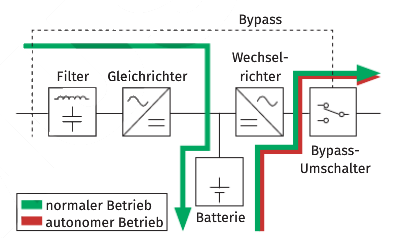 Bypass
Wechsel-
richter
Filter
Gleichrichter
Bypass-
Umschalter
Batterie
normaler Betrieb
autonomer Betrieb